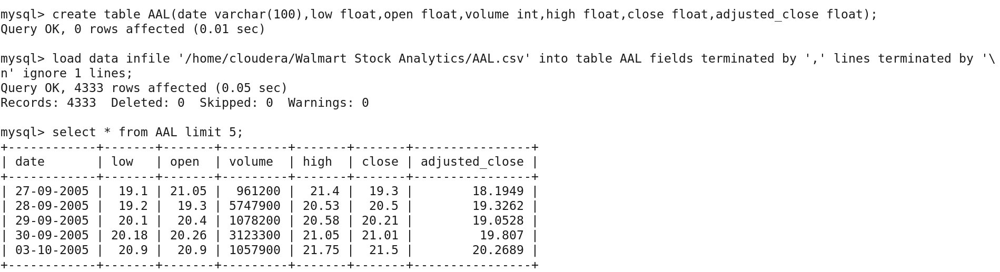 mysql> create table AAL(date varchar(100),low float,open float,volume int,high float,close float,adjusted_close float);
Query OK, 0 rows affected (0.01 sec)

mysql> load data infile '/home/cloudera/Walmart Stock Analytics/AAL.csv' into table AAL fields terminated by ',' lines terminated by '\
n' ignore 1 lines;
Query OK, 4333 rows affected (0.05 sec)
Records: 4333  Deleted: 0  Skipped: 0  Warnings: 0

mysql> select * from AAL limit 5;
+------------+-------+-------+---------+-------+-------+----------------+
| date       | low   | open  | volume  | high  | close | adjusted_close |
+------------+-------+-------+---------+-------+-------+----------------+
| 27-09-2005 |  19.1 | 21.05 |  961200 |  21.4 |  19.3 |        18.1949 |
| 28-09-2005 |  19.2 |  19.3 | 5747900 | 20.53 |  20.5 |        19.3262 |
| 29-09-2005 |  20.1 |  20.4 | 1078200 | 20.58 | 20.21 |        19.0528 |
| 30-09-2005 | 20.18 | 20.26 | 3123300 | 21.05 | 21.01 |         19.807 |
| 03-10-2005 |  20.9 |  20.9 | 1057900 | 21.75 |  21.5 |        20.2689 |
+------------+-------+-------+---------+-------+-------+----------------+